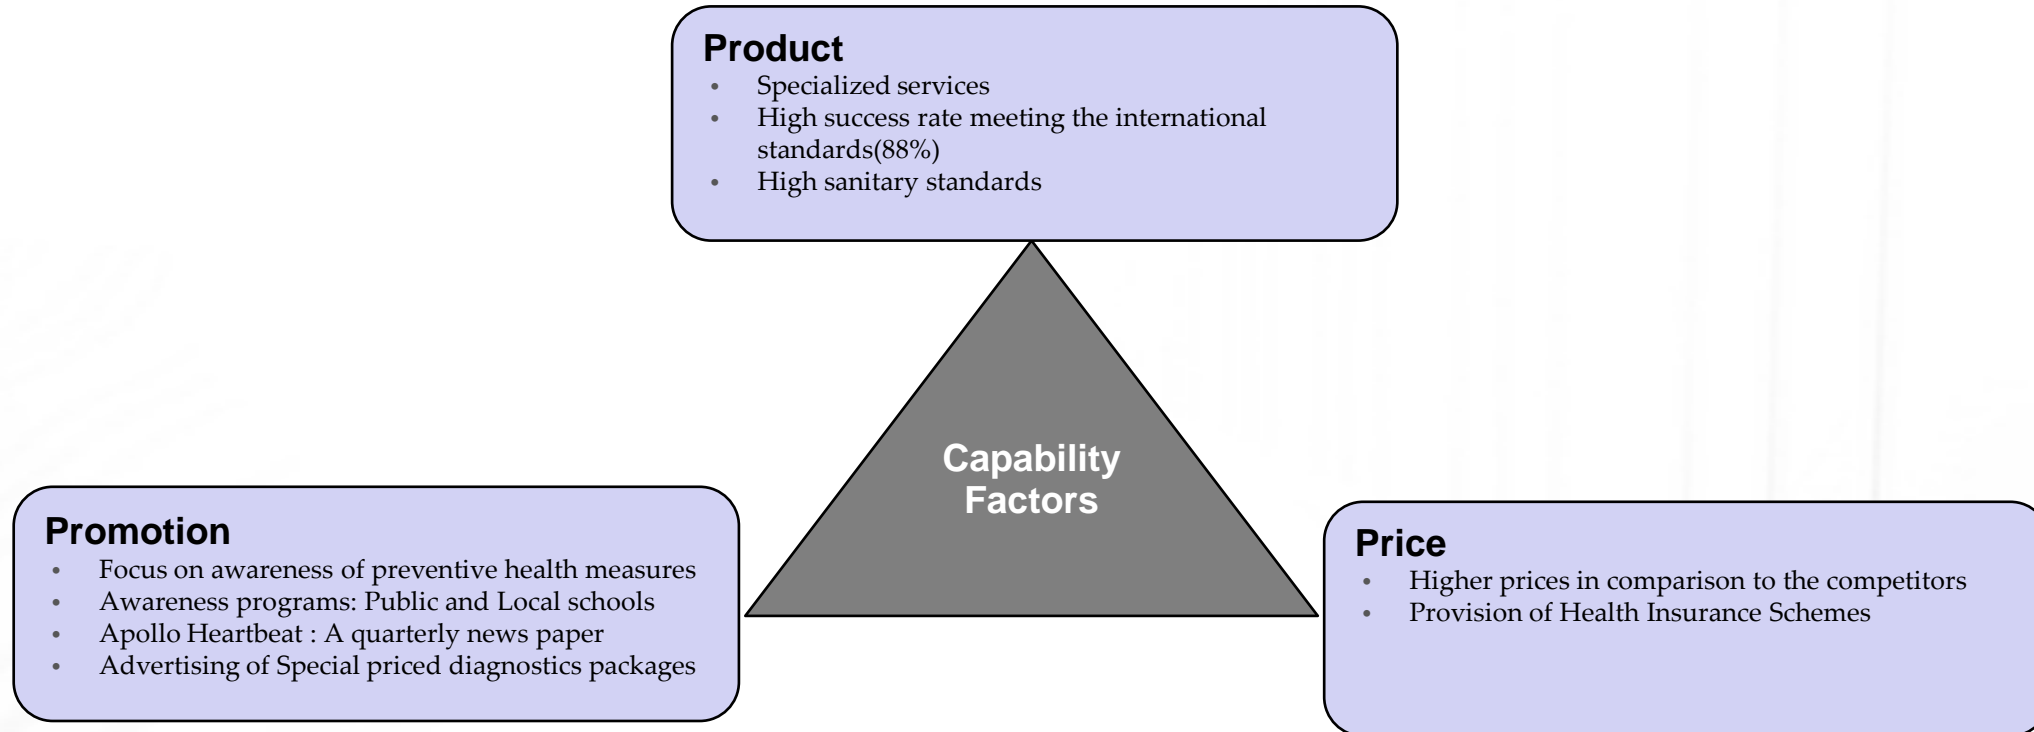 Product
• Specialized services
• High success rate meeting the international
standards(88%)
• High sanitary standards
Capability
Factors
Promotion
• Focus on awareness of preventive health measures
• Awareness programs: Public and Local schools
• Apollo Heartbeat : A quarterly news paper
• Advertising of Special priced diagnostics packages
Price
• Higher prices in comparison to the competitors
• Provision of Health Insurance Schemes